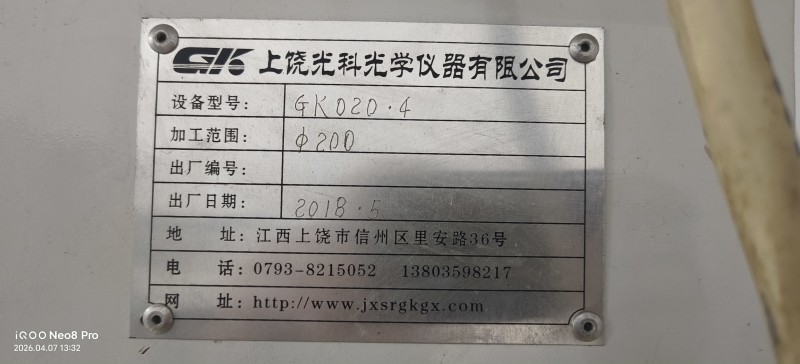 GK 上饶光科光学仪器有限公司
设备型号: GK020.4
加工范围: φ200
出厂编号:
出厂日期: 2018.5
地 址: 江西上饶市信州区里安路36号
电 话: 0793-8215052 13803598217
网 址: http://www.jxsrgkgx.com
iQOO Neo8 Pro
2026.04.07 13:32